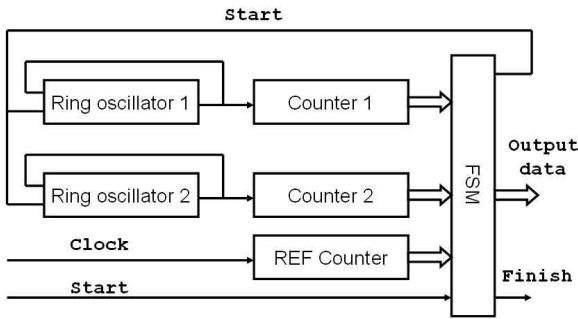 Start
Ring oscillator 1
Counter 1
Ring oscillator 2
Counter 2
FSM
Output
data
Clock
REF Counter
Start
Finish